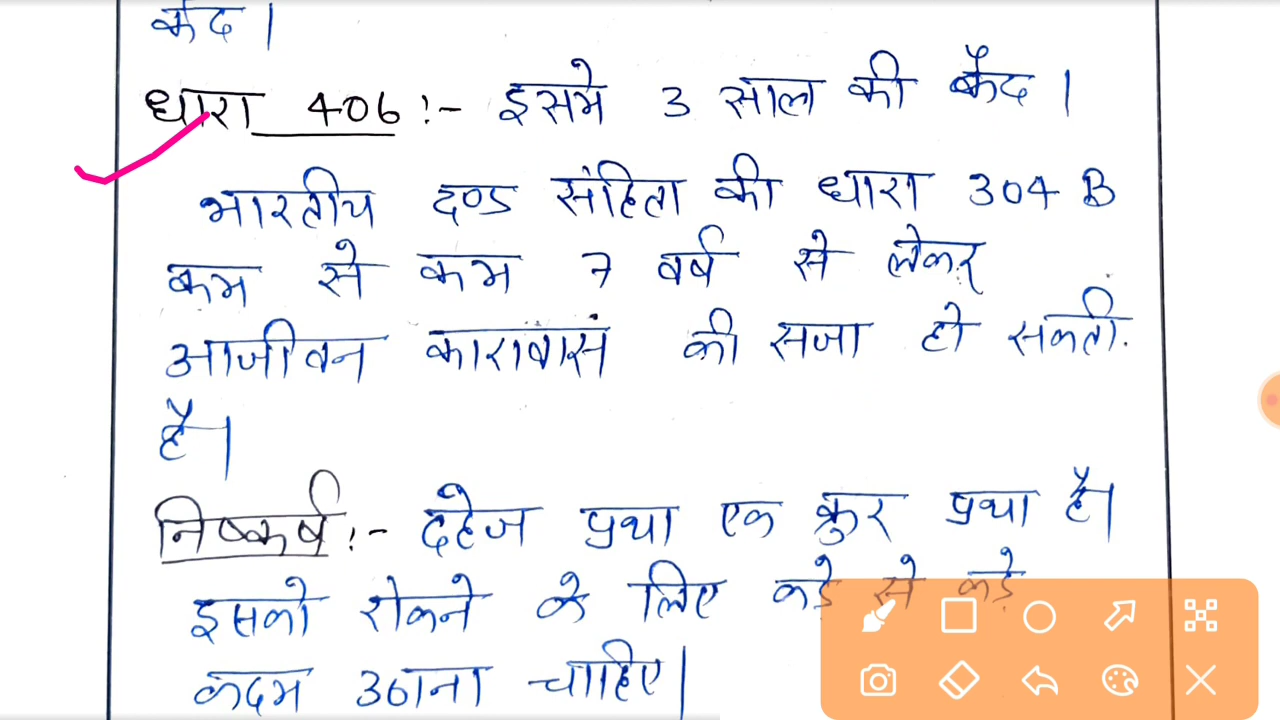 कैद।
धारा 406 :- इसमे 3 साल की कैद।
भारतीय दण्ड संहिता की धारा 304 B
कम से कम 7 वर्ष से लेकर
आजीवन कारावासं की सजा हो सकती.
है।
निष्कर्ष :- दहेज प्रथा एक क्रुर प्रथा है।
इसको रोकने के लिए कड़े से कड़े
कदम उठाना चाहिए।